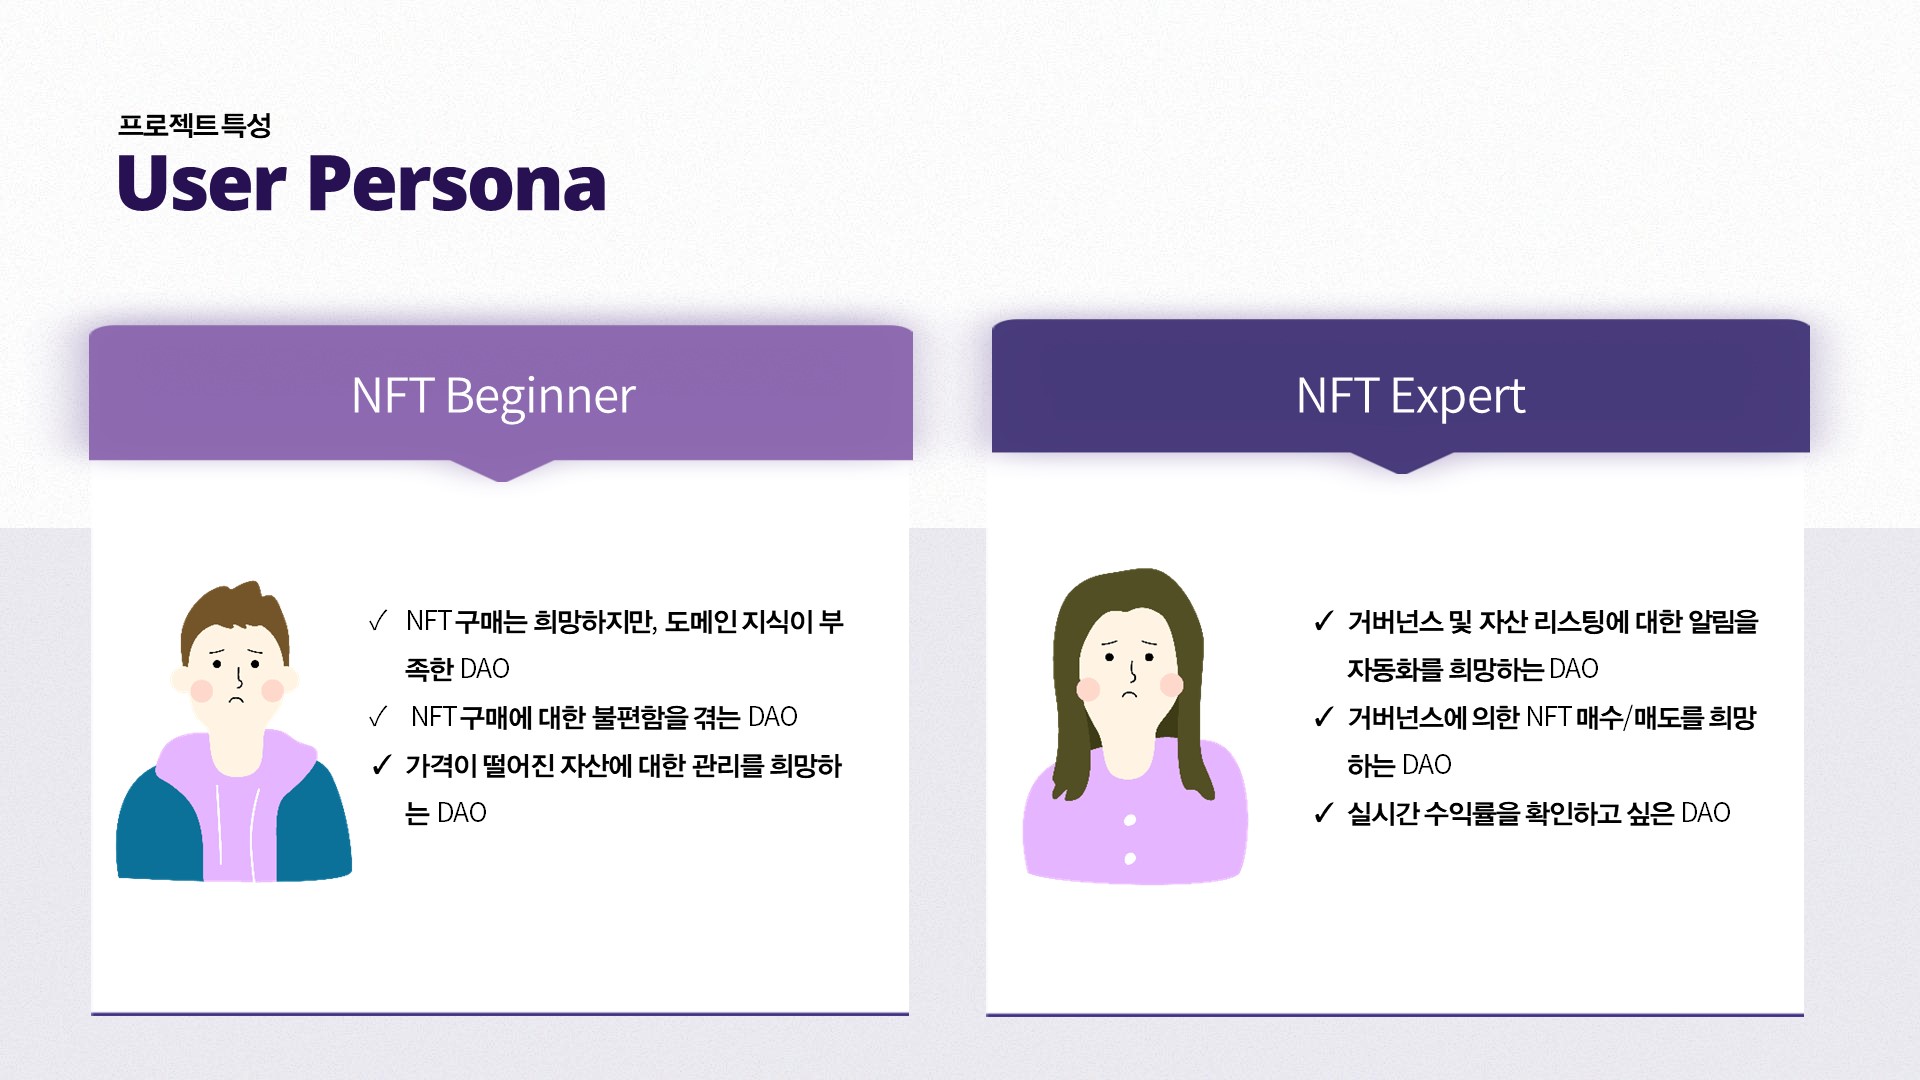 프로젝트 특성
User Persona
NFT Beginner
✓ NFT 구매는 희망하지만, 도메인 지식이 부
족한 DAO
✓ NFT 구매에 대한 불편함을 겪는 DAO
✓ 가격이 떨어진 자산에 대한 관리를 희망하
는 DAO
NFT Expert
✓ 거버넌스 및 자산 리스팅에 대한 알림을
자동화를 희망하는 DAO
✓ 거버넌스에 의한 NFT 매수/매도를 희망
하는 DAO
✓ 실시간 수익률을 확인하고 싶은 DAO